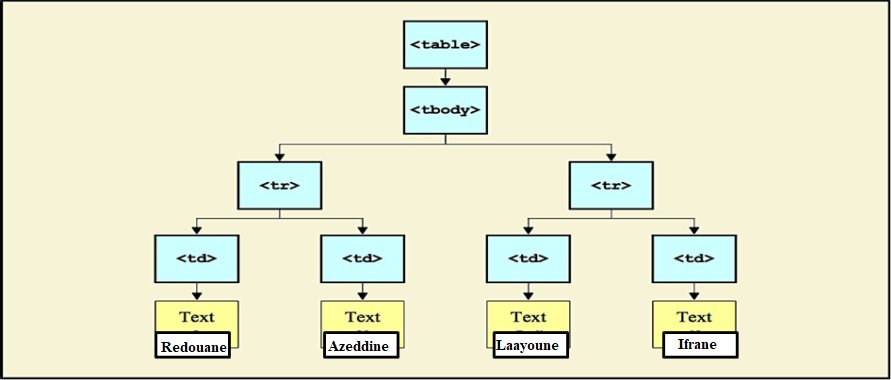 <table>
<tbody>
<tr>
<tr>
<td>
<td>
<td>
<td>
Text
Text
Text
Text
Redouane
Azeddine
Laayoune
Ifrane